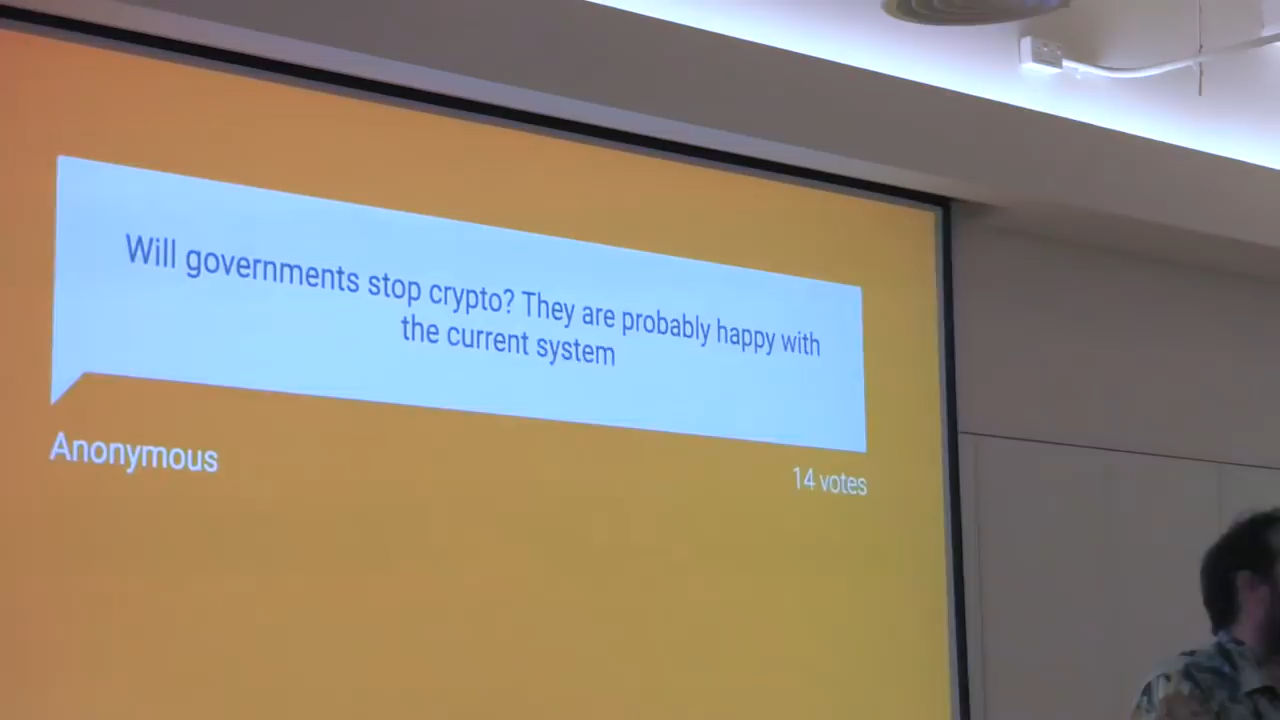 Will governments stop crypto? They are probably happy with
the current system
Anonymous
14 votes